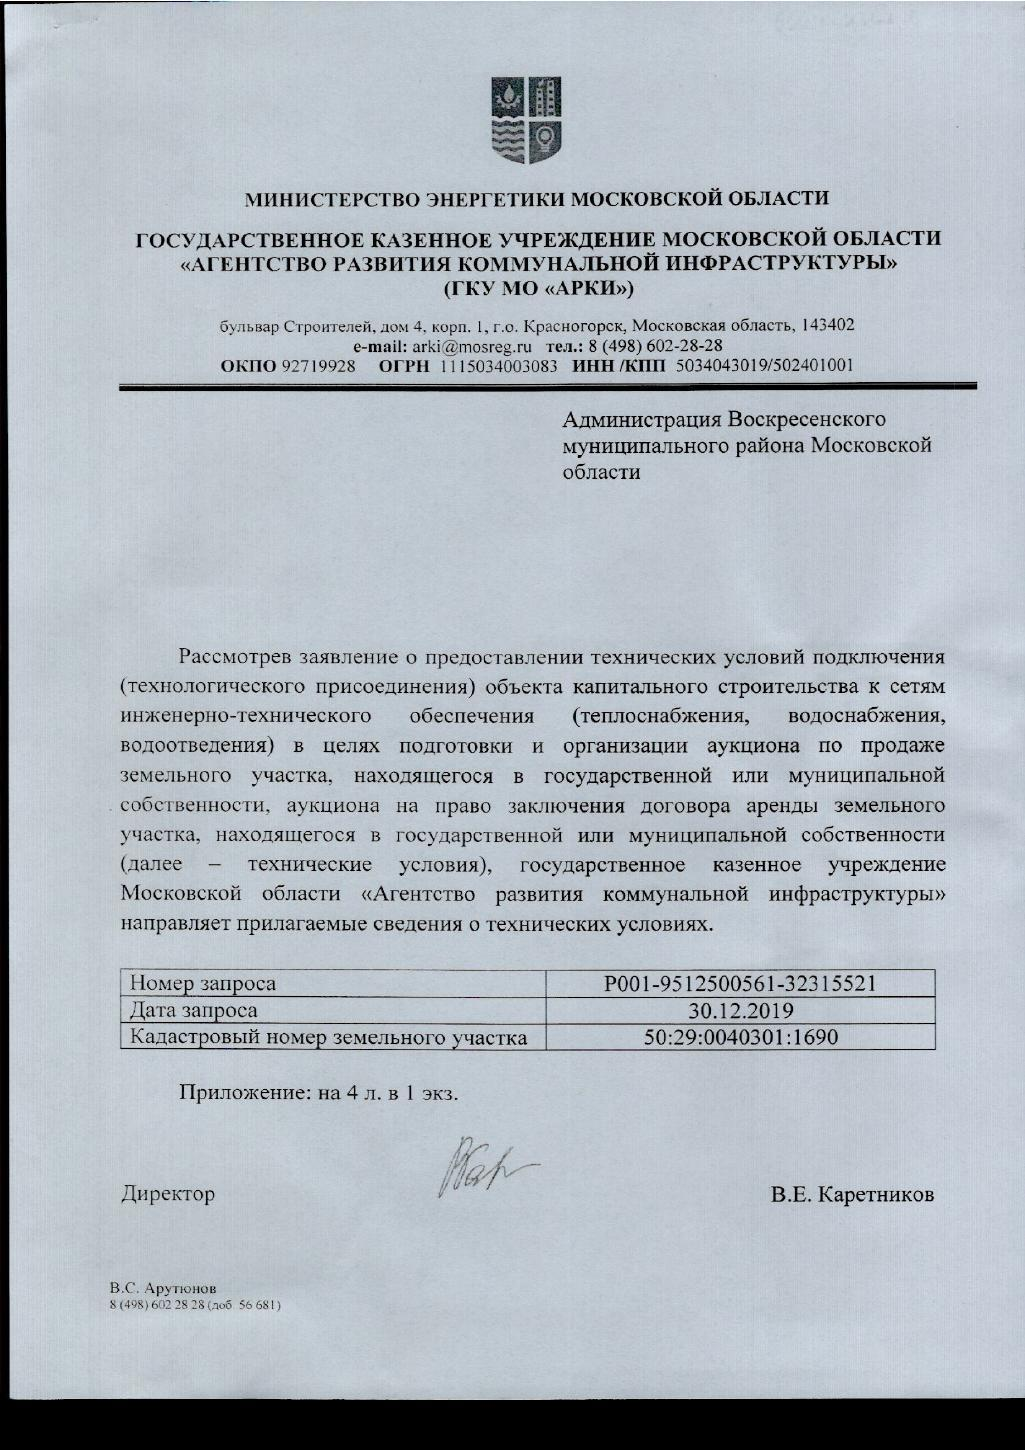 МИНИСТЕРСТВО ЭНЕРГЕТИКИ МОСКОВСКОЙ ОБЛАСТИ
ГОСУДАРСТВЕННОЕ КАЗЕННОЕ УЧРЕЖДЕНИЕ МОСКОВСКОЙ ОБЛАСТИ
«АГЕНТСТВО РАЗВИТИЯ КОММУНАЛЬНОЙ ИНФРАСТРУКТУРЫ»
(ГКУ МО «АРКИ»)
бульвар Строителей, дом 4, корп. 1, г.о. Красногорск, Московская область, 143402
e-mail: arki@mosreg.ru тел.: 8 (498) 602-28-28
ОКПО 92719928 ОГРН 1115034003083 ИНН /КПП 5034043019/502401001
Администрация Воскресенского
муниципального района Московской
области
Рассмотрев заявление о предоставлении технических условий подключения
(технологического присоединения) объекта капитального строительства к сетям
инженерно-технического обеспечения (теплоснабжения, водоснабжения,
водоотведения) в целях подготовки и организации аукциона по продаже
земельного участка, находящегося в государственной или муниципальной
собственности, аукциона на право заключения договора аренды земельного
участка, находящегося в государственной или муниципальной собственности
(далее – технические условия), государственное казенное учреждение
Московской области «Агентство развития коммунальной инфраструктуры»
направляет прилагаемые сведения о технических условиях.
Номер запроса P001-9512500561-32315521
Дата запроса 30.12.2019
Кадастровый номер земельного участка 50:29:0040301:1690
Приложение: на 4 л. в 1 экз.
Директор В.Е. Каретников
В.С. Арутюнов
8 (498) 602 28 28 (доб. 56 681)